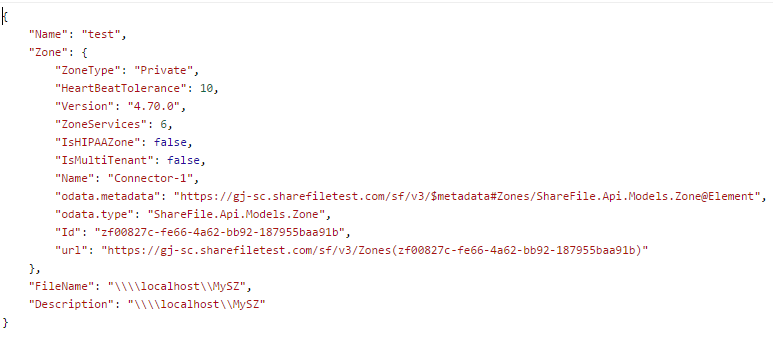 {
"Name": "test",
"Zone": {
"ZoneType": "Private",
"HeartBeatTolerance": 10,
"Version": "4.70.0",
"ZoneServices": 6,
"IsHIPAAZone": false,
"IsMultiTenant": false,
"Name": "Connector-1",
"odata.metadata": "https://gj-sc.sharefiletest.com/sf/v3/$metadata#Zones/ShareFile.Api.Models.Zone@Element",
"odata.type": "ShareFile.Api.Models.Zone",
"Id": "zf00827c-fe66-4a62-bb92-187955baa91b",
"url": "https://gj-sc.sharefiletest.com/sf/v3/Zones(zf00827c-fe66-4a62-bb92-187955baa91b)"
},
"FileName": "\\\\localhost\\MySZ",
"Description": "\\\\localhost\\MySZ"
}